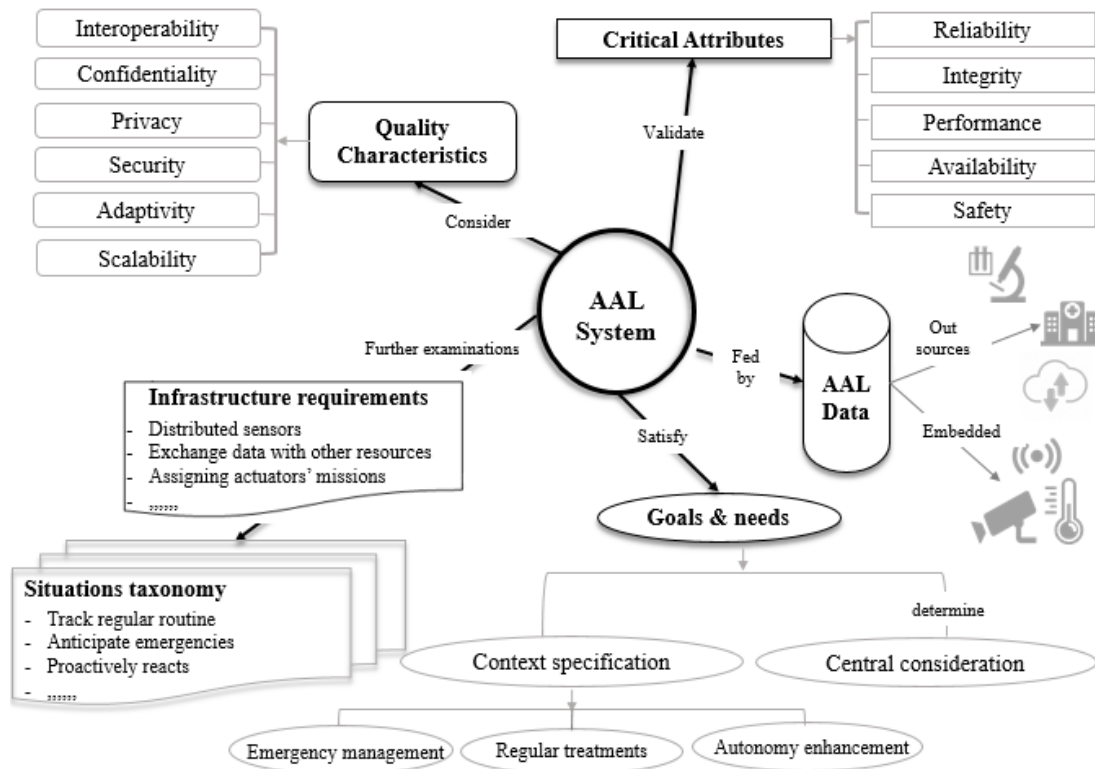 Interoperability
Confidentiality
Privacy
Security
Adaptivity
Scalability
Quality
Characteristics
Critical Attributes
Reliability
Integrity
Performance
Availability
Safety
Validate
Consider
AAL
System
Further examinations
Fed
by
AAL
Data
Out
sources
Embedded
Satisfy
Infrastructure requirements
- Distributed sensors
- Exchange data with other resources
- Assigning actuators’ missions
- ,,,,,,
Situations taxonomy
- Track regular routine
- Anticipate emergencies
- Proactively reacts
- ,,,,,,
Goals & needs
determine
Context specification
Central consideration
Emergency management
Regular treatments
Autonomy enhancement